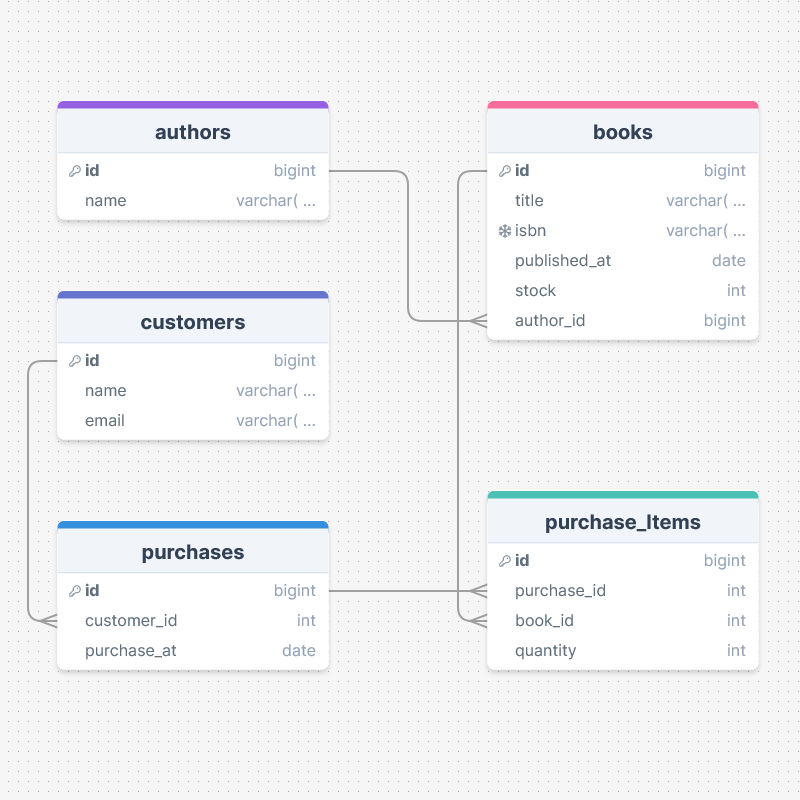 authors
id bigint
name varchar( ...
books
id bigint
title varchar( ...
isbn varchar( ...
published_at date
stock int
author_id bigint
customers
id bigint
name varchar( ...
email varchar( ...
purchases
id bigint
customer_id int
purchase_at date
purchase_Items
id bigint
purchase_id int
book_id int
quantity int